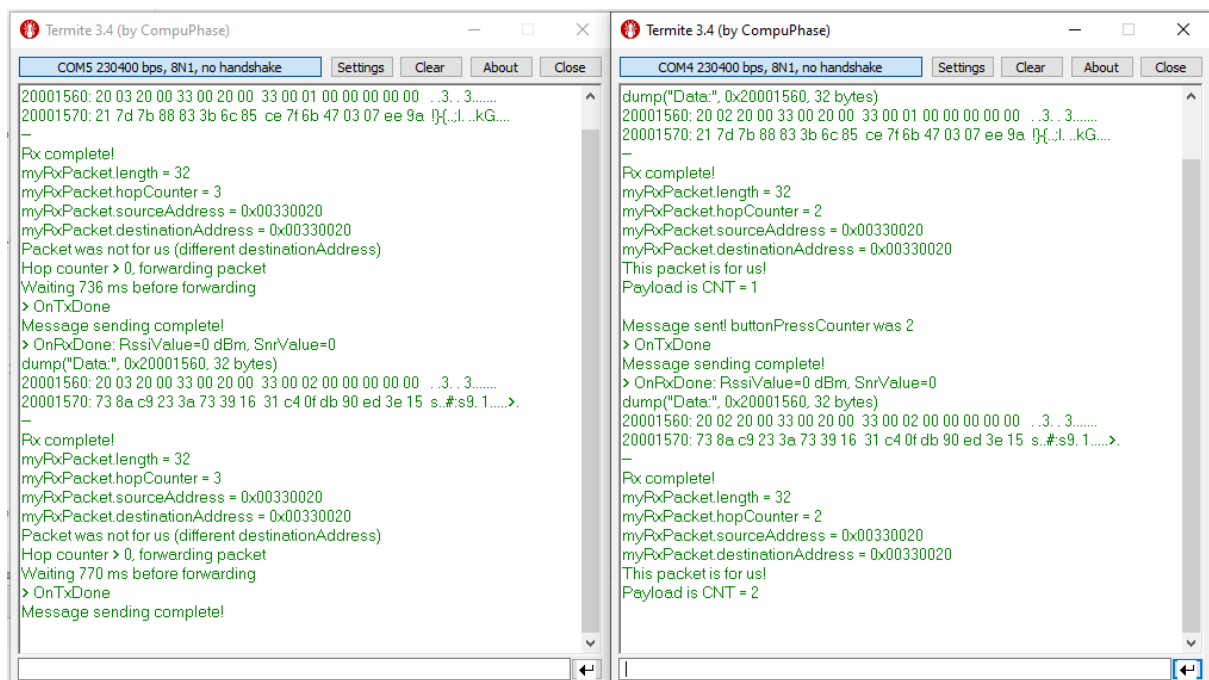 Termite 3.4 (by CompuPhase)
COM5 230400 bps, 8N1, no handshake Settings Clear About Close
20001560: 20 03 20 00 33 00 20 00  33 00 01 00 00 00 00 00   . .3. . 3.......
20001570: 21 7d 7b 88 83 3b 6c 85  ce 7f 6b 47 03 07 ee 9a  !}{..;l. ..kG....
--
Rx complete!
myRxPacket.length = 32
myRxPacket.hopCounter = 3
myRxPacket.sourceAddress = 0x00330020
myRxPacket.destinationAddress = 0x00330020
Packet was not for us (different destinationAddress)
Hop counter > 0, forwarding packet
Waiting 736 ms before forwarding
> OnTxDone
Message sending complete!
> OnRxDone: RssiValue=0 dBm, SnrValue=0
dump("Data:", 0x20001560, 32 bytes)
20001560: 20 03 20 00 33 00 20 00  33 00 02 00 00 00 00 00   . .3. . 3.......
20001570: 73 8a c9 23 3a 73 39 16  31 c4 0f db 90 ed 3e 15  s..#:s9. 1.....>.
--
Rx complete!
myRxPacket.length = 32
myRxPacket.hopCounter = 3
myRxPacket.sourceAddress = 0x00330020
myRxPacket.destinationAddress = 0x00330020
Packet was not for us (different destinationAddress)
Hop counter > 0, forwarding packet
Waiting 770 ms before forwarding
> OnTxDone
Message sending complete!
Termite 3.4 (by CompuPhase)
COM4 230400 bps, 8N1, no handshake Settings Clear About Close
dump("Data:", 0x20001560, 32 bytes)
20001560: 20 02 20 00 33 00 20 00  33 00 01 00 00 00 00 00   . .3. . 3.......
20001570: 21 7d 7b 88 83 3b 6c 85  ce 7f 6b 47 03 07 ee 9a  !}{..;l. ..kG....
--
Rx complete!
myRxPacket.length = 32
myRxPacket.hopCounter = 2
myRxPacket.sourceAddress = 0x00330020
myRxPacket.destinationAddress = 0x00330020
This packet is for us!
Payload is CNT = 1
Message sent! buttonPressCounter was 2
> OnTxDone
Message sending complete!
> OnRxDone: RssiValue=0 dBm, SnrValue=0
dump("Data:", 0x20001560, 32 bytes)
20001560: 20 02 20 00 33 00 20 00  33 00 02 00 00 00 00 00   . .3. . 3.......
20001570: 73 8a c9 23 3a 73 39 16  31 c4 0f db 90 ed 3e 15  s..#:s9. 1.....>.
--
Rx complete!
myRxPacket.length = 32
myRxPacket.hopCounter = 2
myRxPacket.sourceAddress = 0x00330020
myRxPacket.destinationAddress = 0x00330020
This packet is for us!
Payload is CNT = 2